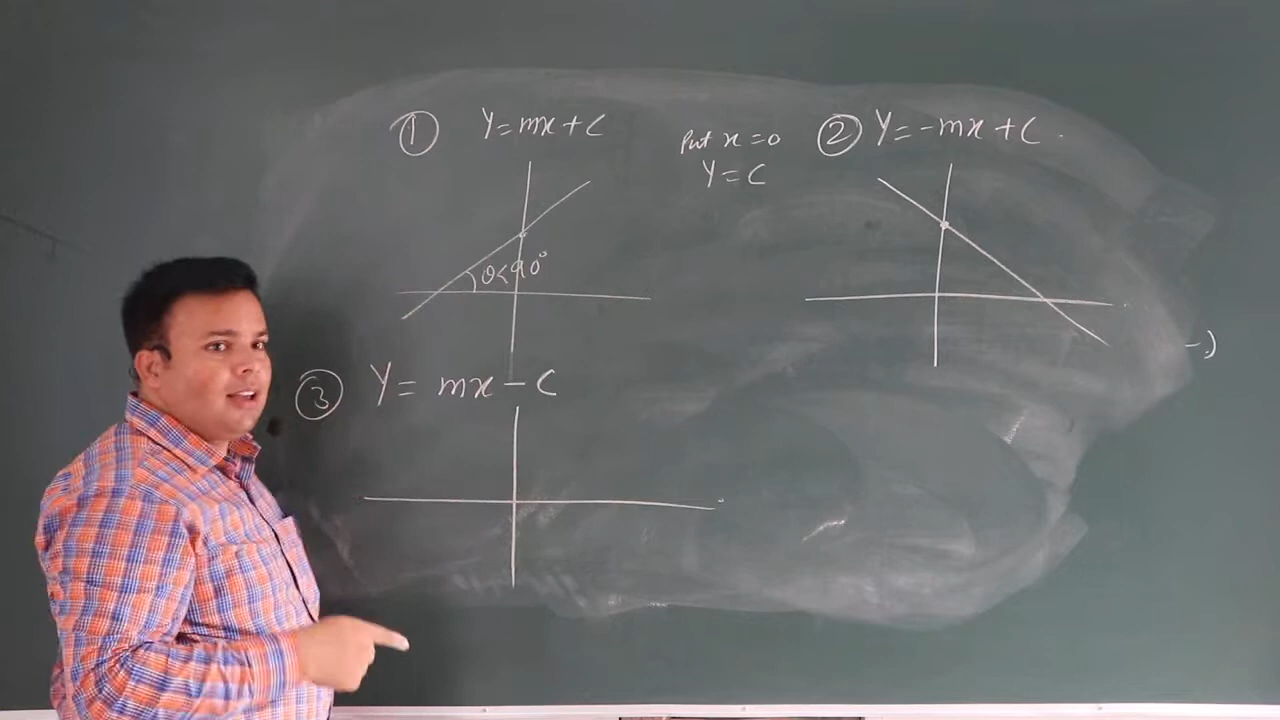 ① Y=mx+C
Put x=0
Y=C
② Y=-mx+C
θ<90°
③ Y=mx-C